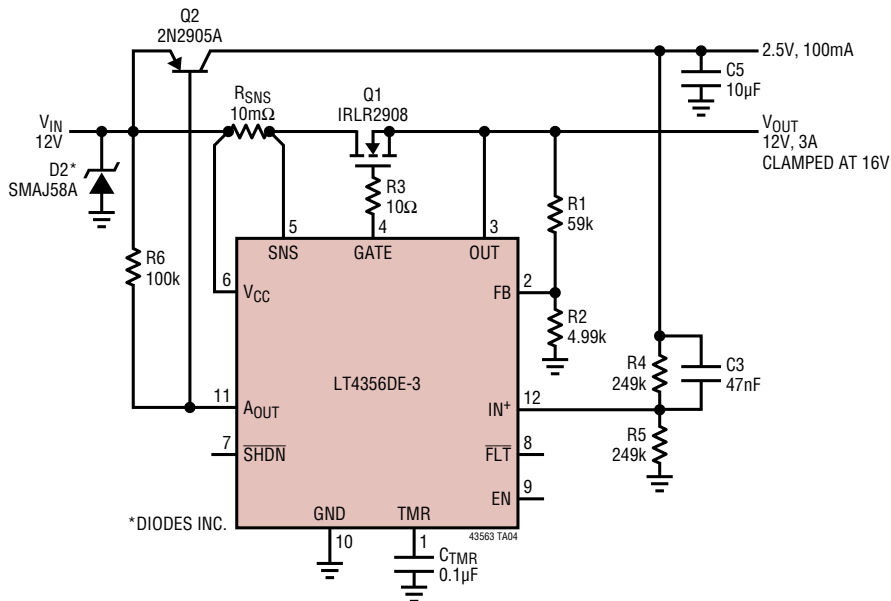 Q2
2N2905A
2.5V, 100mA
C5
10µF
RSNS
10mΩ
Q1
IRLR2908
VIN
12V
VOUT
12V, 3A
CLAMPED AT 16V
D2*
SMAJ58A
R3
10Ω
R1
59k
5
4
3
SNS
GATE
OUT
R6
100k
6
VCC
FB
2
R2
4.99k
LT4356DE-3
R4
249k
C3
47nF
11
AOUT
IN+
12
R5
249k
7
SHDN
FLT
8
EN
9
*DIODES INC.
GND
TMR
43563 TA04
10
1
CTMR
0.1µF